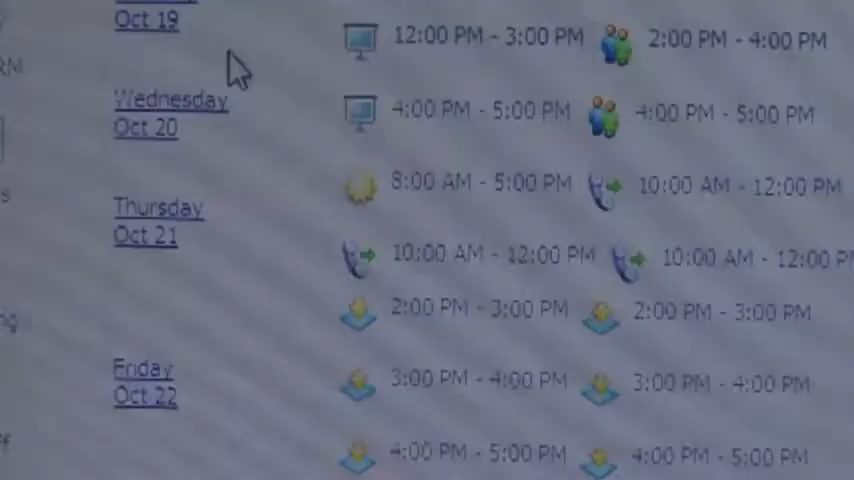 Oct 19
12:00 PM - 3:00 PM 2:00 PM - 4:00 PM
RM
Wednesday
Oct 20
4:00 PM - 5:00 PM 4:00 PM - 5:00 PM
8:00 AM - 5:00 PM 10:00 AM - 12:00 PM
s
Thursday
Oct 21
10:00 AM - 12:00 PM 10:00 AM - 12:00 PM
2:00 PM - 3:00 PM 2:00 PM - 3:00 PM
ng
Friday
Oct 22
3:00 PM - 4:00 PM 3:00 PM - 4:00 PM
4:00 PM - 5:00 PM 4:00 PM - 5:00 PM